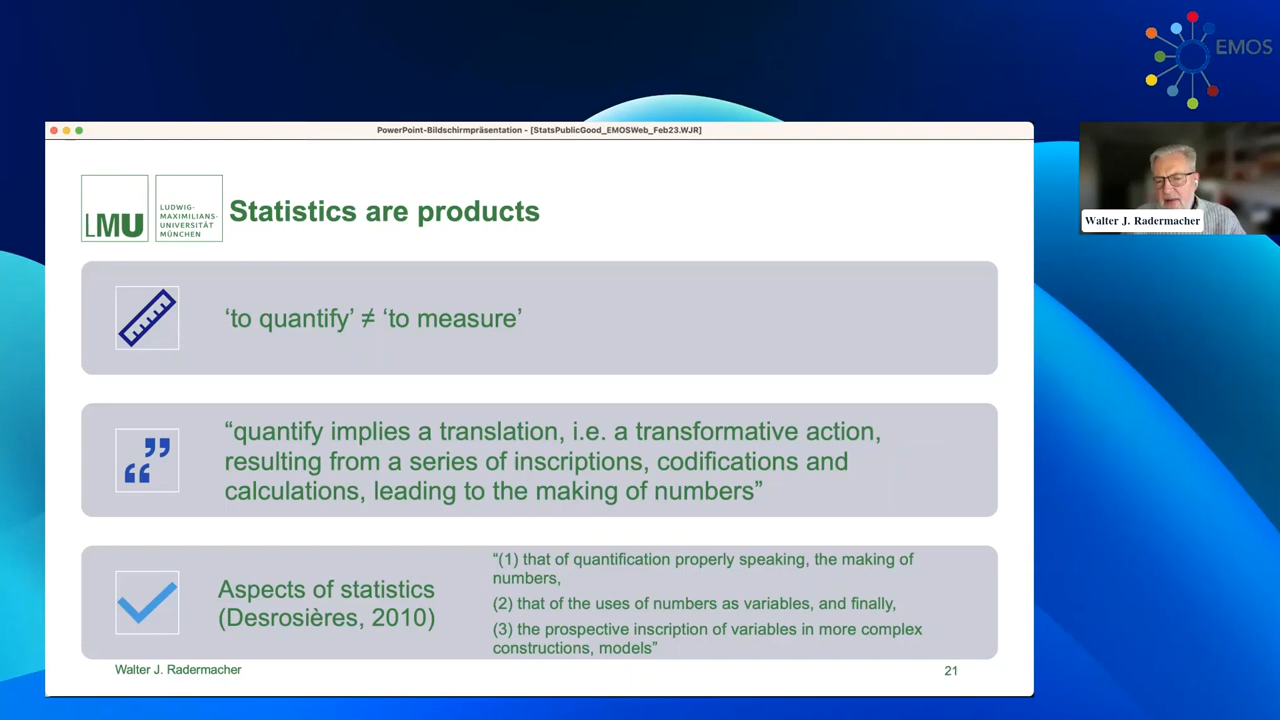 EMOS
PowerPoint-Bildschirmpräsentation - [StatsPublicGood_EMOSWeb_Feb23.WJR]
LMU
LUDWIG-
MAXIMILIANS-
UNIVERSITÄT
MÜNCHEN
Statistics are products
Walter J. Radermacher
‘to quantify’ ≠ ‘to measure’
“quantify implies a translation, i.e. a transformative action,
resulting from a series of inscriptions, codifications and
calculations, leading to the making of numbers”
Aspects of statistics
(Desrosières, 2010)
“(1) that of quantification properly speaking, the making of
numbers,
(2) that of the uses of numbers as variables, and finally,
(3) the prospective inscription of variables in more complex
constructions, models”
Walter J. Radermacher
21